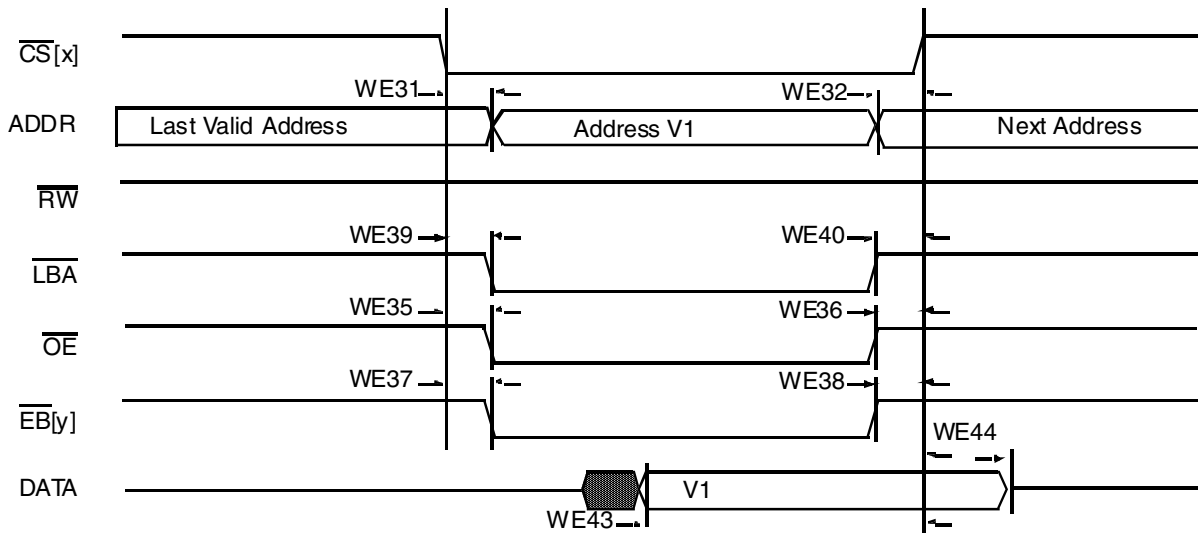 CS[x]
WE31
WE32
ADDR
Last Valid Address
Address V1
Next Address
RW
WE39
WE40
LBA
WE35
WE36
OE
WE37
WE38
EB[y]
WE44
DATA
V1
WE43